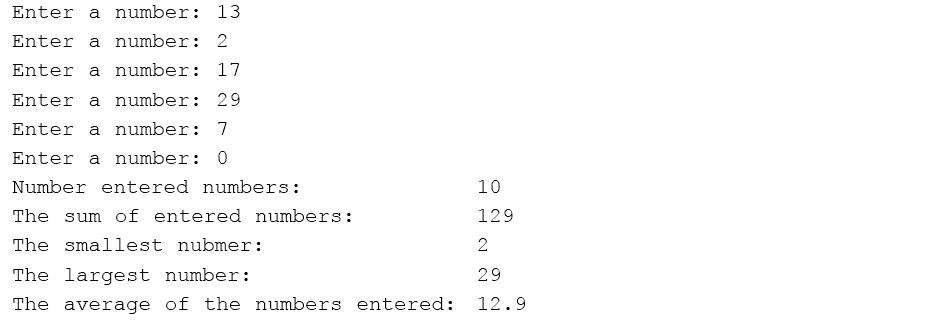 Enter a number: 13
Enter a number: 2
Enter a number: 17
Enter a number: 29
Enter a number: 7
Enter a number: 0
Number entered numbers: 10
The sum of entered numbers: 129
The smallest nubmer: 2
The largest number: 29
The average of the numbers entered: 12.9